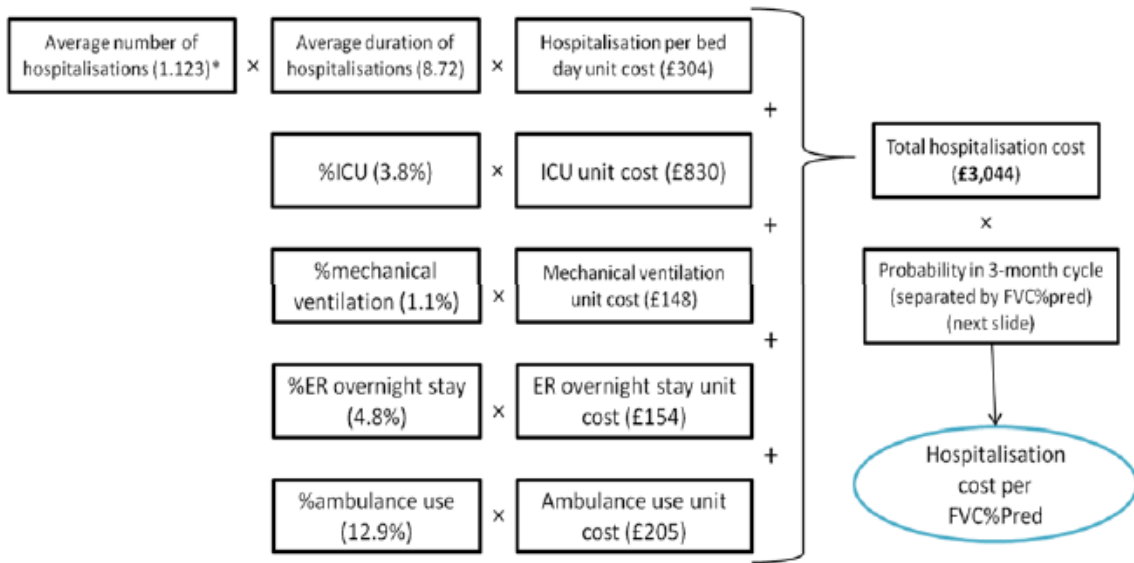 Average number of
hospitalisations (1.123)*
×
Average duration of
hospitalisations (8.72)
×
Hospitalisation per bed
day unit cost (£304)
+
%ICU (3.8%)
×
ICU unit cost (£830)
+
%mechanical
ventilation (1.1%)
×
Mechanical ventilation
unit cost (£148)
+
%ER overnight stay
(4.8%)
×
ER overnight stay unit
cost (£154)
+
%ambulance use
(12.9%)
×
Ambulance use unit
cost (£205)
Total hospitalisation cost
(£3,044)
×
Probability in 3-month cycle
(separated by FVC%pred)
(next slide)
Hospitalisation
cost per
FVC%Pred